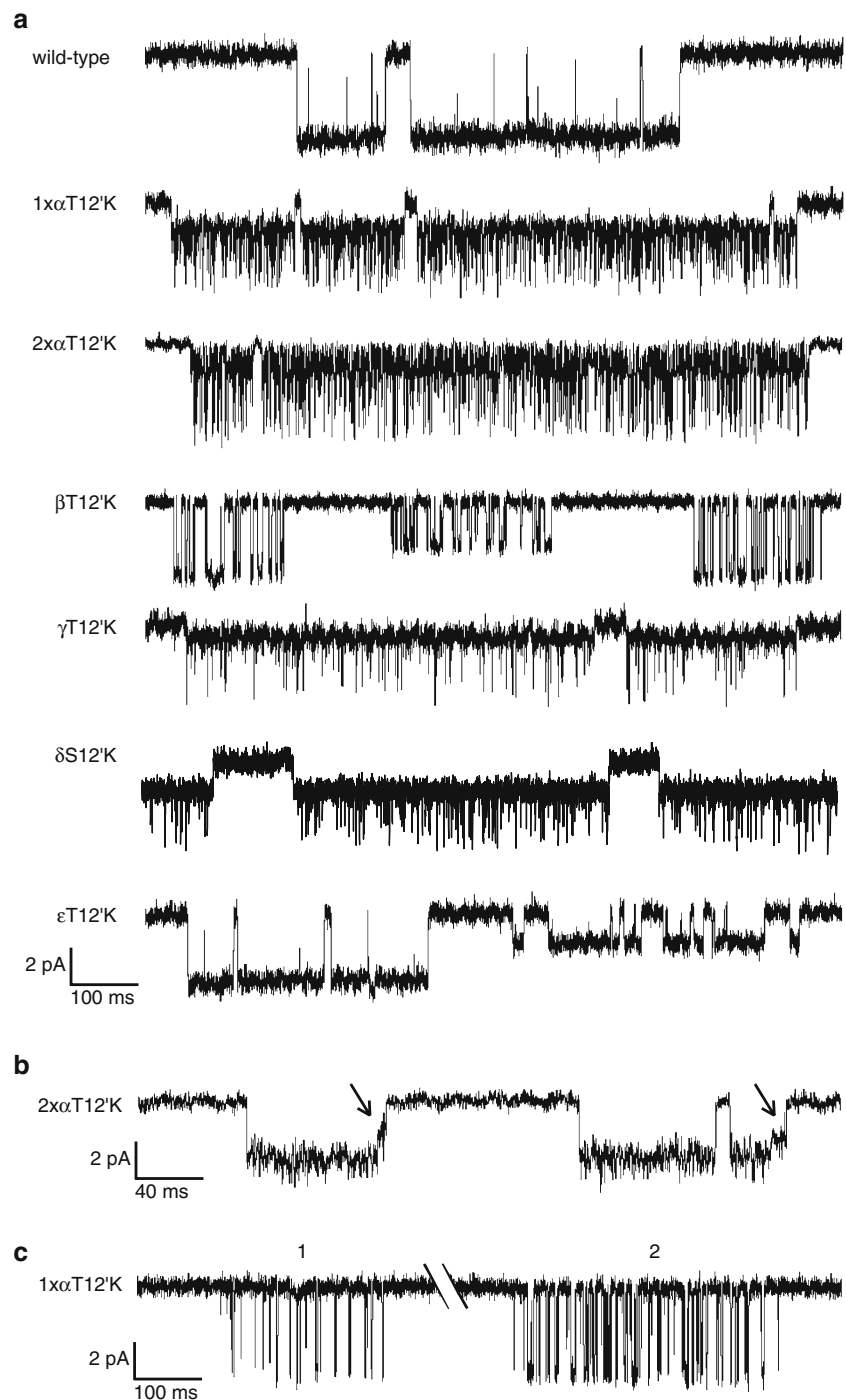 a
wild-type
1xαT12'K
2xαT12'K
βT12'K
γT12'K
δS12'K
εT12'K
2 pA
100 ms
b
2xαT12'K
2 pA
40 ms
c
1 2
1xαT12'K
2 pA
100 ms